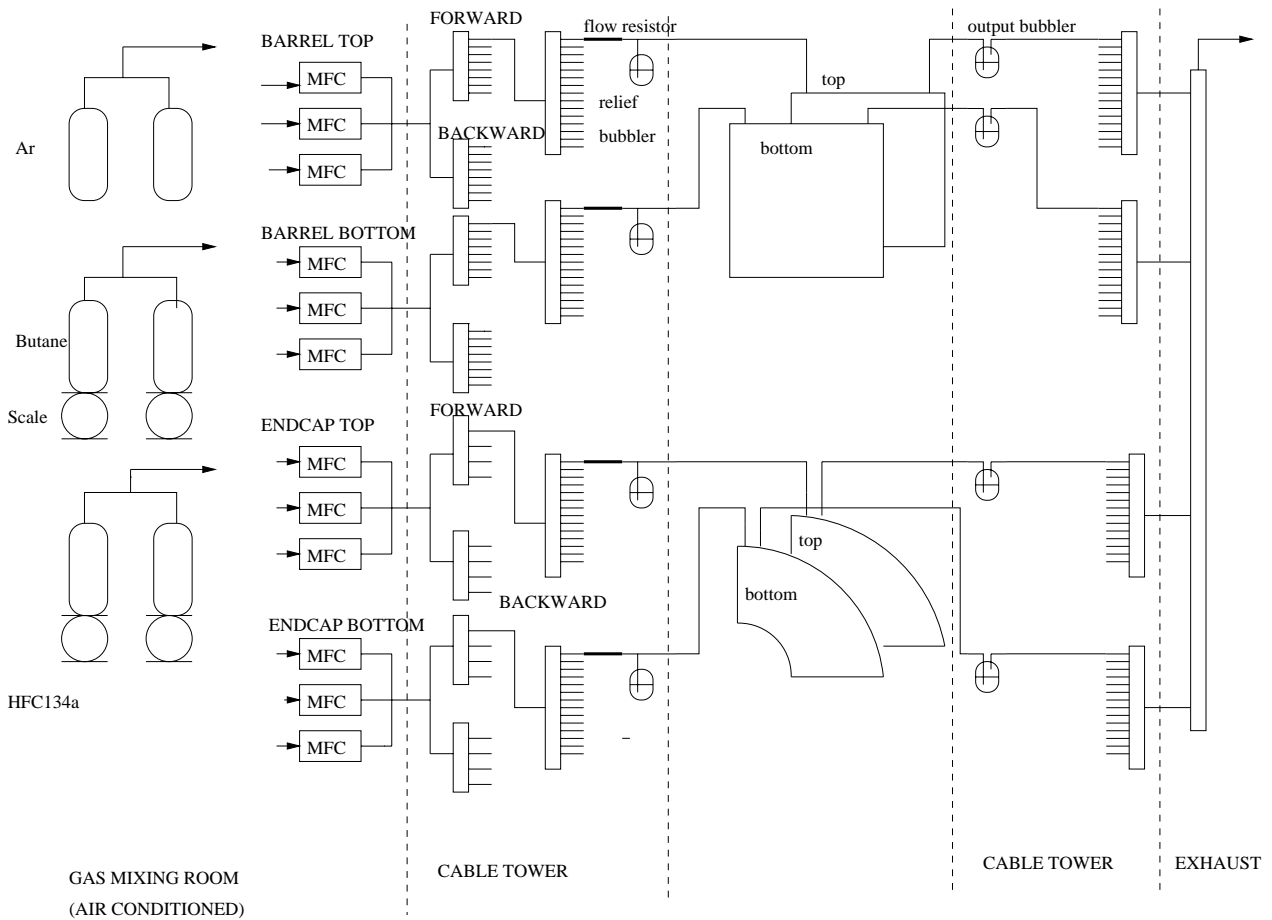 FORWARD
flow resistor
output bubbler
BARREL TOP
MFC
top
relief
MFC
BACKWARD
bubbler
Ar
bottom
MFC
BARREL BOTTOM
MFC
MFC
Butane
MFC
Scale
FORWARD
ENDCAP TOP
MFC
MFC
top
MFC
bottom
BACKWARD
ENDCAP BOTTOM
MFC
HFC134a
MFC
MFC
CABLE TOWER
CABLE TOWER
EXHAUST
GAS MIXING ROOM
(AIR CONDITIONED)